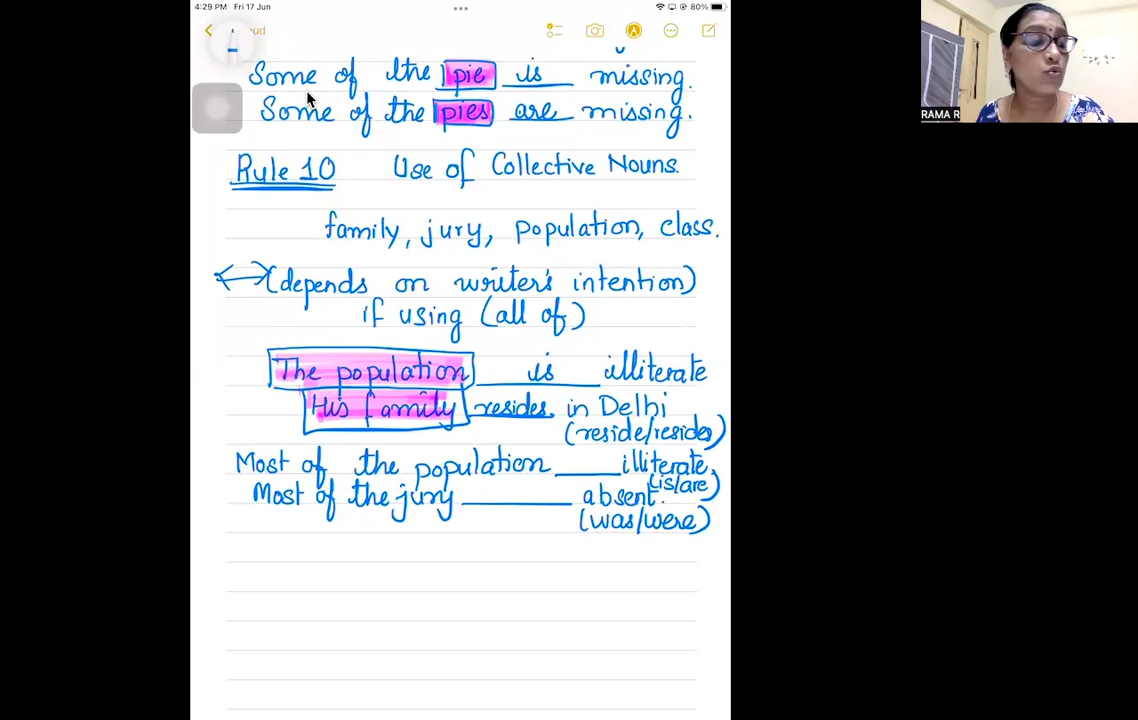 4:29 PM Fri 17 Jun
80%
oud
Some of the pie is missing.
Some of the pies are missing.
RAMA R
Rule 10 Use of Collective Nouns.
family, jury, population, class.
(depends on writer's intention)
if using (all of)
The population is illiterate
His family resides in Delhi
(reside/resides)
Most of the population ____ illiterate,
(is/are)
Most of the jury ____ absent.
(was/were)